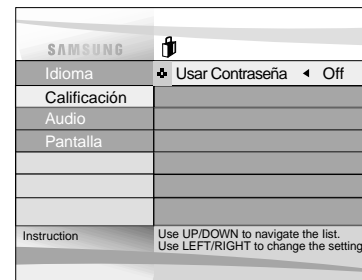 SAMSUNG
Idioma
Usar Contraseña ◄ Off
Calificación
Audio
Pantalla
Instruction
Use UP/DOWN to navigate the list.
Use LEFT/RIGHT to change the setting